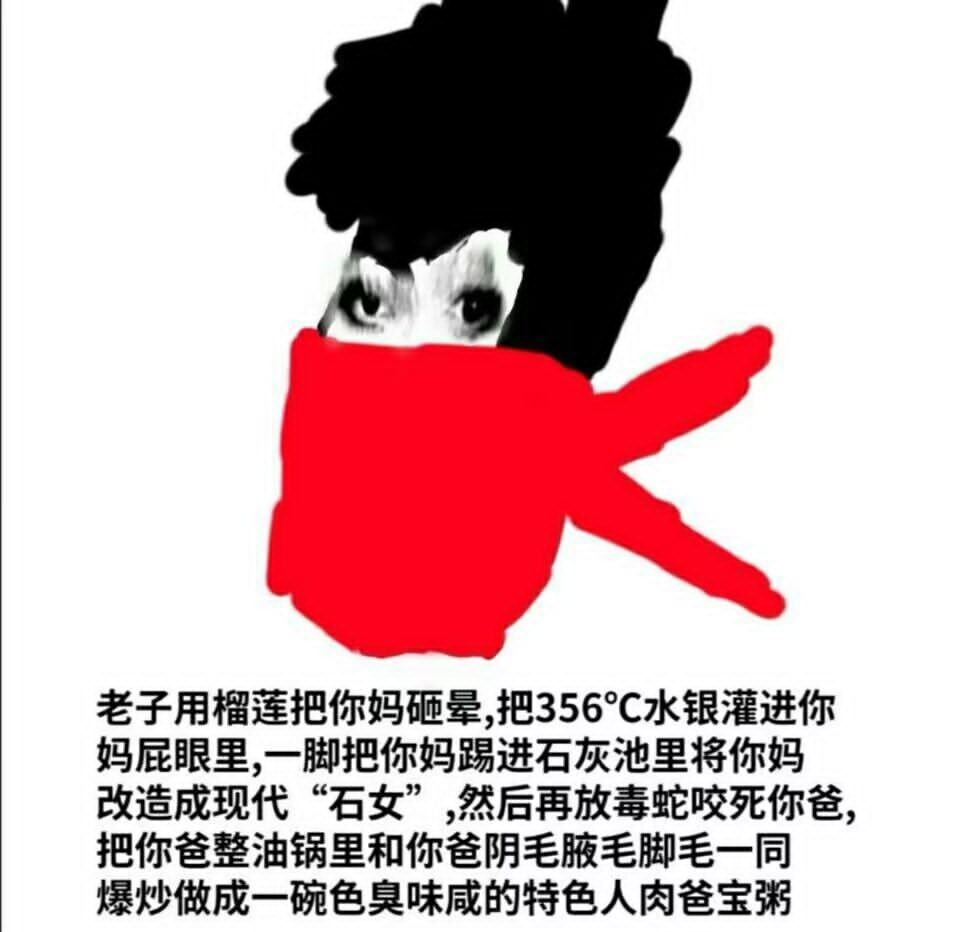 老子用榴莲把你妈砸晕,把356℃水银灌进你
妈屁眼里,一脚把你妈踢进石灰池里将你妈
改造成现代“石女”,然后再放毒蛇咬死你爸,
把你爸整油锅里和你爸阴毛腋毛脚毛一同
爆炒做成一碗色臭味咸的特色人肉爸宝粥